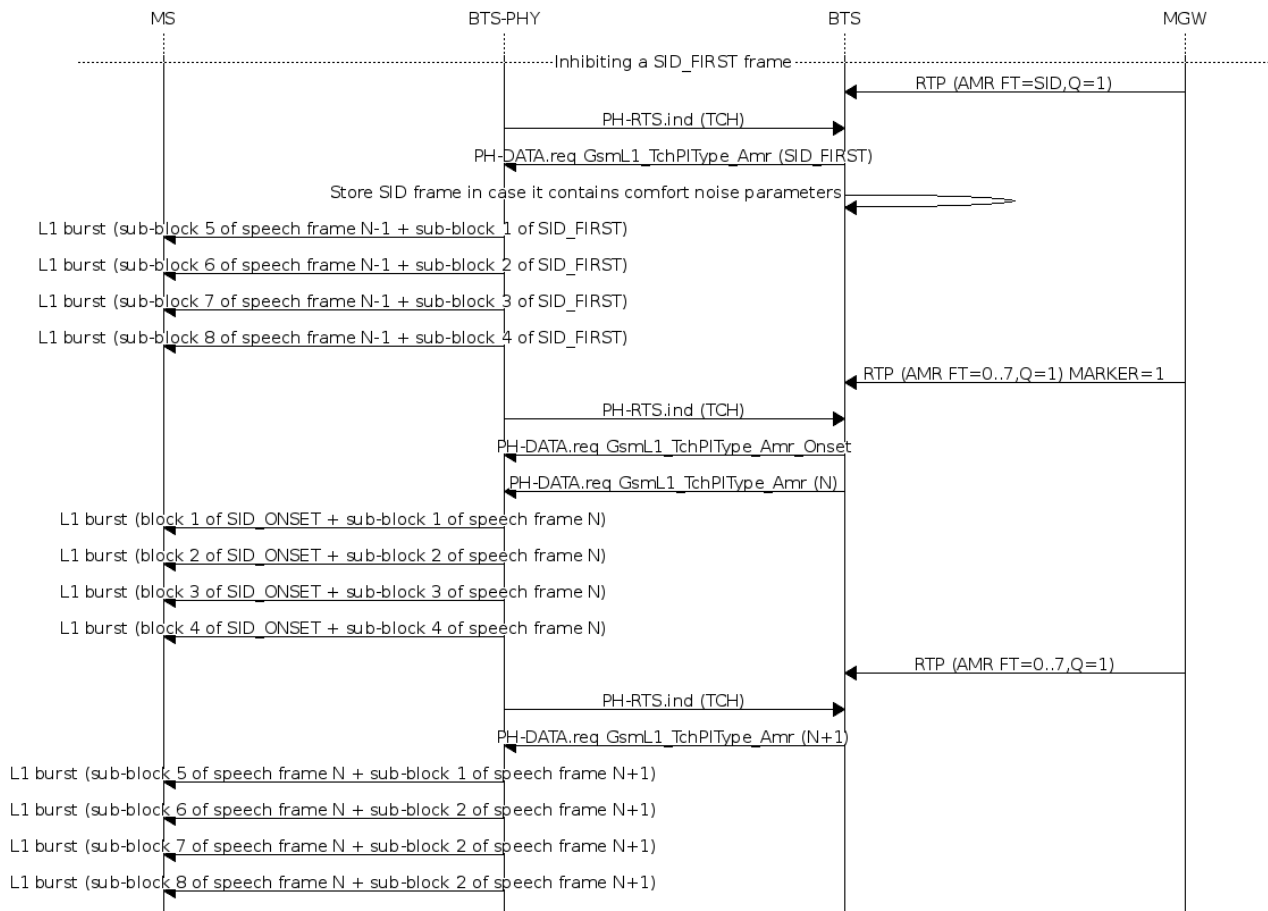 MS BTS-PHY BTS MGW
Inhibiting a SID_FIRST frame
RTP (AMR FT=SID,Q=1)
PH-RTS.ind (TCH)
PH-DATA.req GsmL1_TchPlType_Amr (SID_FIRST)
Store SID frame in case it contains comfort noise parameters
L1 burst (sub-block 5 of speech frame N-1 + sub-block 1 of SID_FIRST)
L1 burst (sub-block 6 of speech frame N-1 + sub-block 2 of SID_FIRST)
L1 burst (sub-block 7 of speech frame N-1 + sub-block 3 of SID_FIRST)
L1 burst (sub-block 8 of speech frame N-1 + sub-block 4 of SID_FIRST)
RTP (AMR FT=0..7,Q=1) MARKER=1
PH-RTS.ind (TCH)
PH-DATA.req GsmL1_TchPlType_Amr_Onset
PH-DATA.req GsmL1_TchPlType_Amr (N)
L1 burst (block 1 of SID_ONSET + sub-block 1 of speech frame N)
L1 burst (block 2 of SID_ONSET + sub-block 2 of speech frame N)
L1 burst (block 3 of SID_ONSET + sub-block 3 of speech frame N)
L1 burst (block 4 of SID_ONSET + sub-block 4 of speech frame N)
RTP (AMR FT=0..7,Q=1)
PH-RTS.ind (TCH)
PH-DATA.req GsmL1_TchPlType_Amr (N+1)
L1 burst (sub-block 5 of speech frame N + sub-block 1 of speech frame N+1)
L1 burst (sub-block 6 of speech frame N + sub-block 2 of speech frame N+1)
L1 burst (sub-block 7 of speech frame N + sub-block 2 of speech frame N+1)
L1 burst (sub-block 8 of speech frame N + sub-block 2 of speech frame N+1)